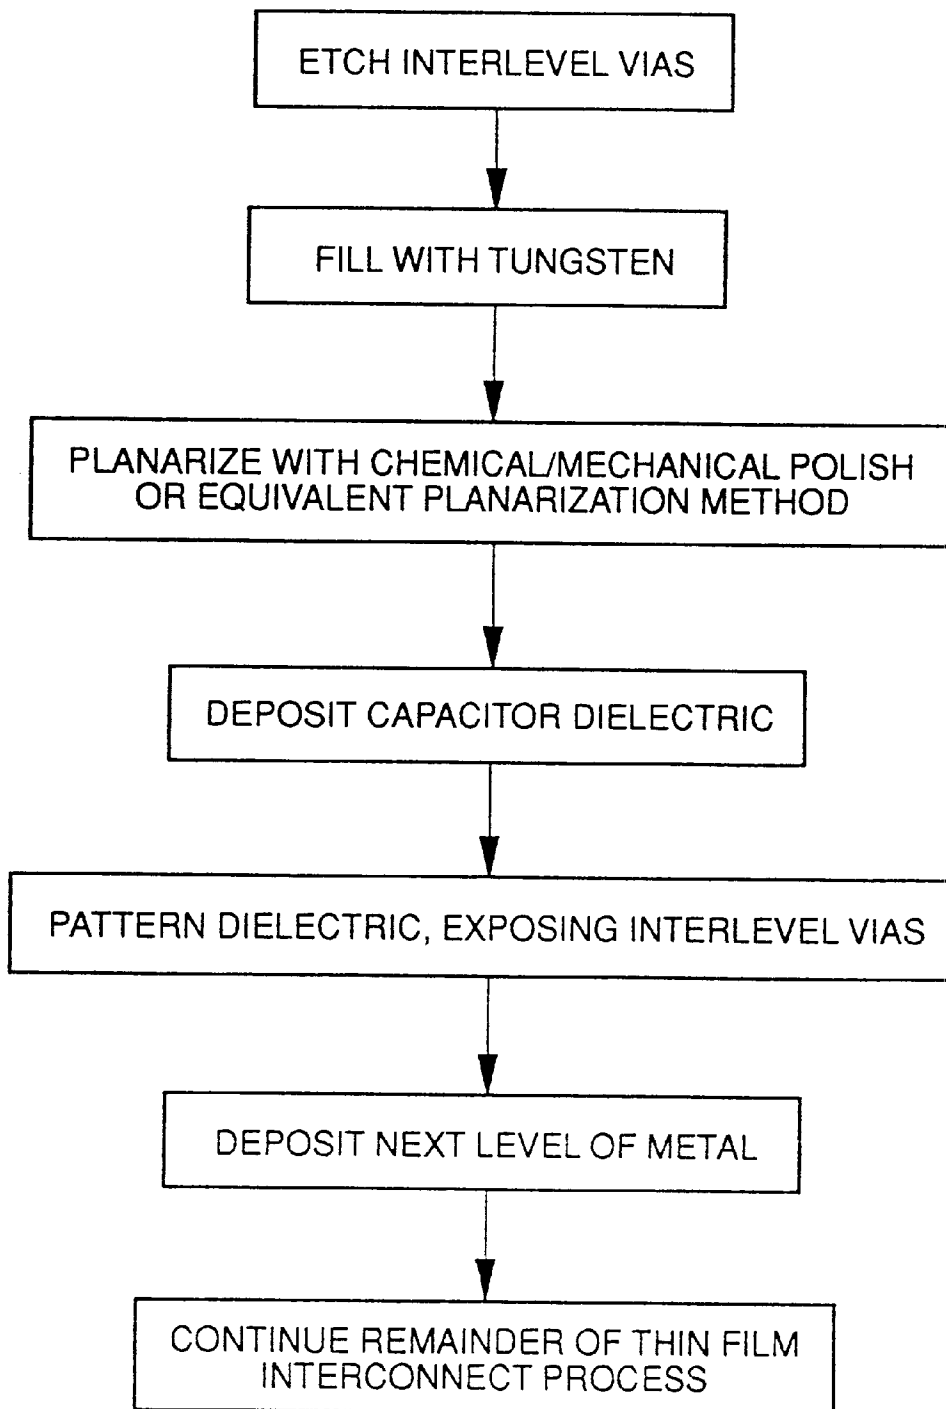 ETCH INTERLEVEL VIAS
FILL WITH TUNGSTEN
PLANARIZE WITH CHEMICAL/MECHANICAL POLISH
OR EQUIVALENT PLANARIZATION METHOD
DEPOSIT CAPACITOR DIELECTRIC
PATTERN DIELECTRIC, EXPOSING INTERLEVEL VIAS
DEPOSIT NEXT LEVEL OF METAL
CONTINUE REMAINDER OF THIN FILM
INTERCONNECT PROCESS